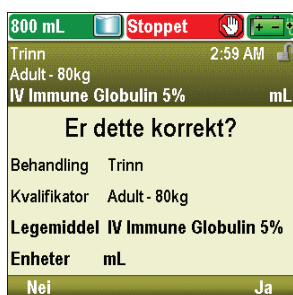 800 mL Stoppet
Trinn 2:59 AM
Adult - 80kg
IV Immune Globulin 5% mL
Er dette korrekt?
Behandling Trinn
Kvalifikator Adult - 80kg
Legemiddel IV Immune Globulin 5%
Enheter mL
Nei Ja